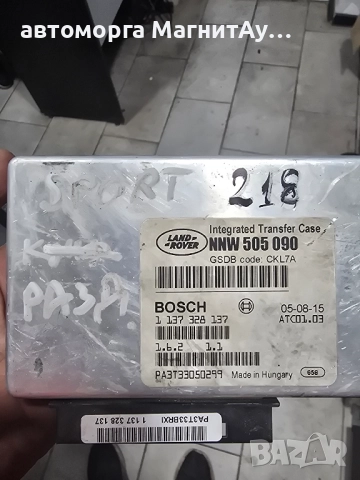 автоморга МагнитАу…
SPORT 218
LAND ROVER
Integrated Transfer Case
NNW 505 090
GSDB code: CKL7A
BOSCH
05-08-15
1 137 328 137
ATC01.03
1.6.2 1.1
PA3T33050299
Made in Hungary
658
PA3T33BRXI 1 137 328 137
BAZAR